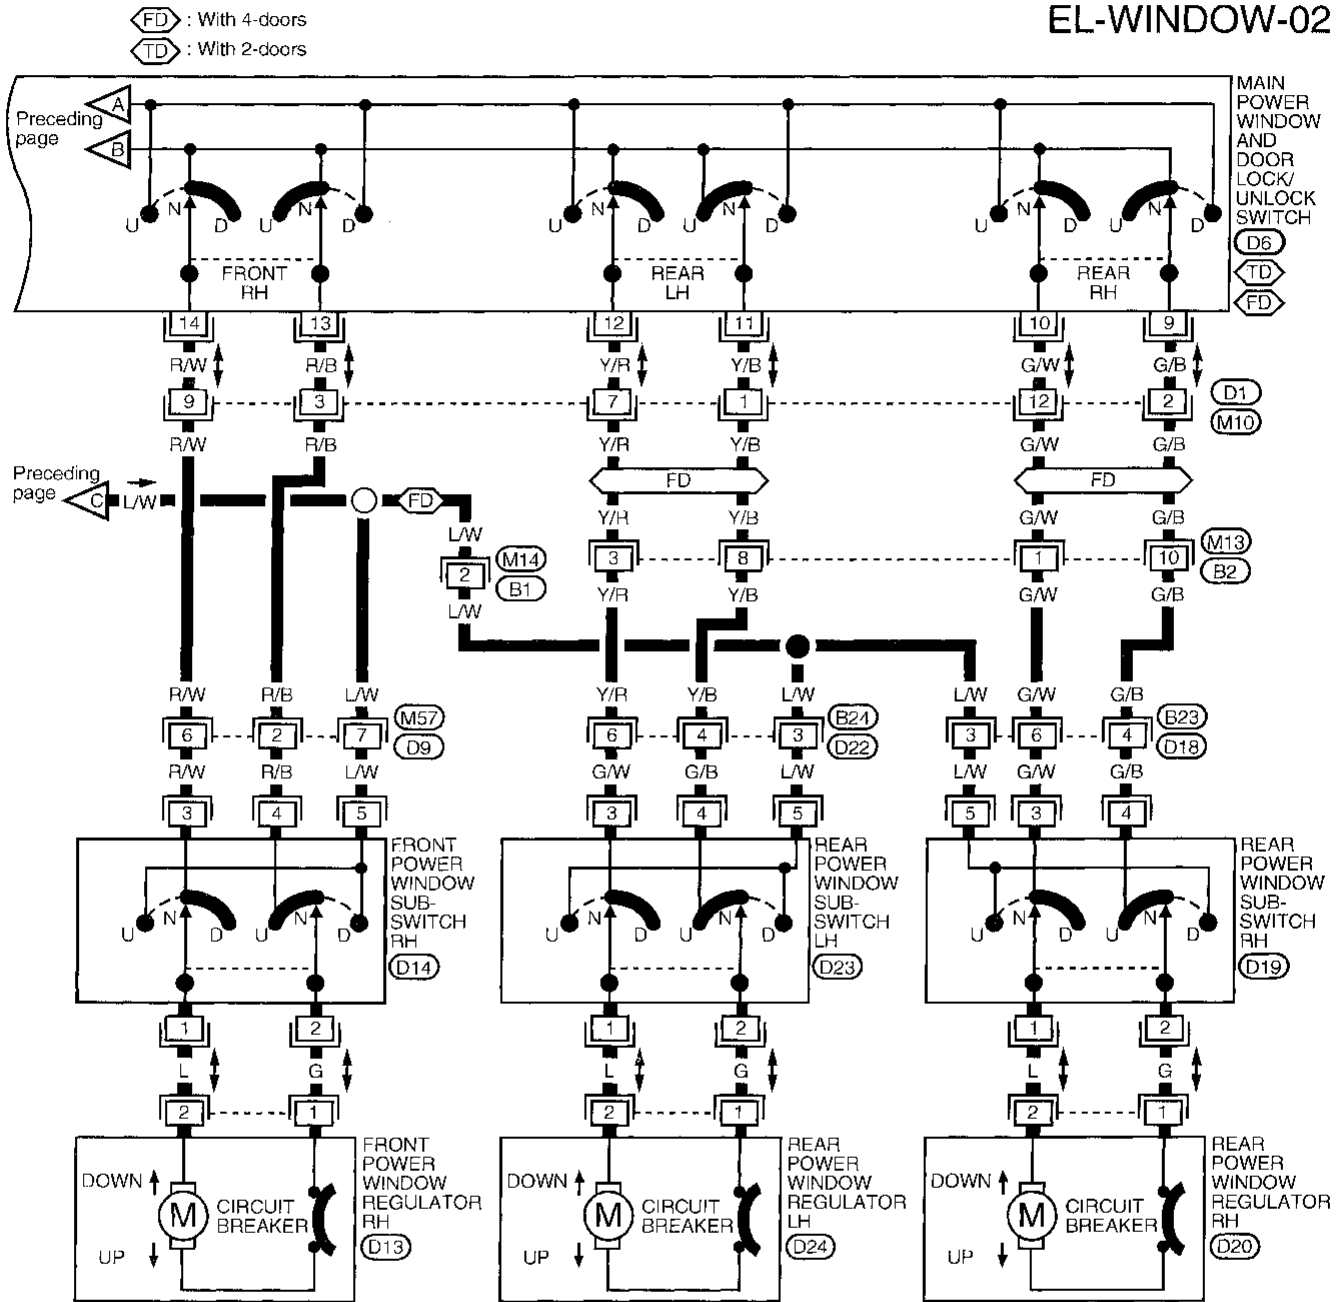 EL-WINDOW-02
FD : With 4-doors
TD : With 2-doors
Preceding page
A
B
MAIN
POWER
WINDOW
AND
DOOR
LOCK/
UNLOCK
SWITCH
D6
TD
FD
U N D U N D U N D U N D U N D U N D
FRONT RH
REAR LH
REAR RH
14 13 12 11 10 9
R/W R/B Y/R Y/B G/W G/B
9 3 7 1 12 2
D1
M10
R/W R/B Y/R Y/B G/W G/B
Preceding page
C L/W FD
FD FD
L/W Y/R Y/B G/W G/B
2 M14
B1
3 8 1 10 M13
B2
L/W Y/R Y/B G/W G/B
R/W R/B L/W Y/R Y/B L/W L/W G/W G/B
6 2 7 M57
D9
6 4 3 B24
D22
3 6 4 B23
D18
R/W R/B L/W G/W G/B L/W L/W G/W G/B
3 4 5 3 4 5 5 3 4
FRONT
POWER
WINDOW
SUB-
SWITCH
RH
D14
REAR
POWER
WINDOW
SUB-
SWITCH
LH
D23
REAR
POWER
WINDOW
SUB-
SWITCH
RH
D19
U N D U D U N D U D U N D U N D
1 2 1 2 1 2
L G L G L G
2 1 2 1 2 1
DOWN
M
UP
CIRCUIT
BREAKER
FRONT
POWER
WINDOW
REGULATOR
RH
D13
DOWN
M
UP
CIRCUIT
BREAKER
REAR
POWER
WINDOW
REGULATOR
LH
D24
DOWN
M
UP
CIRCUIT
BREAKER
REAR
POWER
WINDOW
REGULATOR
RH
D20